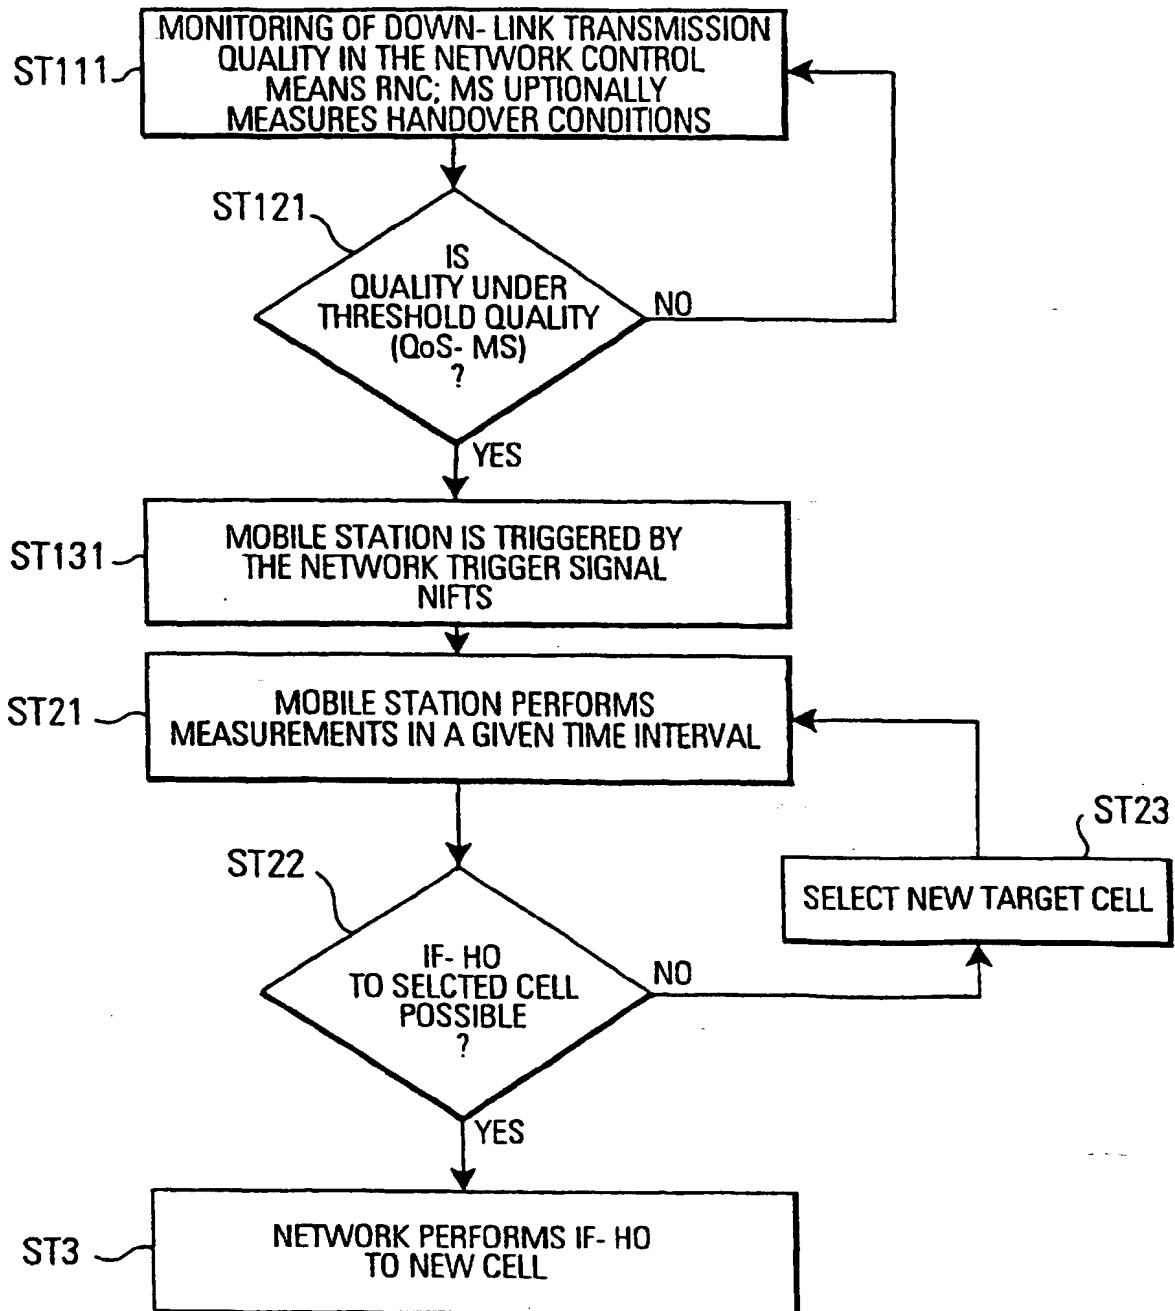 MONITORING OF DOWN- LINK TRANSMISSION
QUALITY IN THE NETWORK CONTROL
MEANS RNC; MS UPTIONALLY
MEASURES HANDOVER CONDITIONS
ST111
ST121
IS
QUALITY UNDER
THRESHOLD QUALITY
(QoS- MS)
?
NO
YES
ST131
MOBILE STATION IS TRIGGERED BY
THE NETWORK TRIGGER SIGNAL
NIFTS
ST21
MOBILE STATION PERFORMS
MEASUREMENTS IN A GIVEN TIME INTERVAL
ST23
SELECT NEW TARGET CELL
ST22
IF- HO
TO SELCTED CELL
POSSIBLE
?
NO
YES
ST3
NETWORK PERFORMS IF- HO
TO NEW CELL